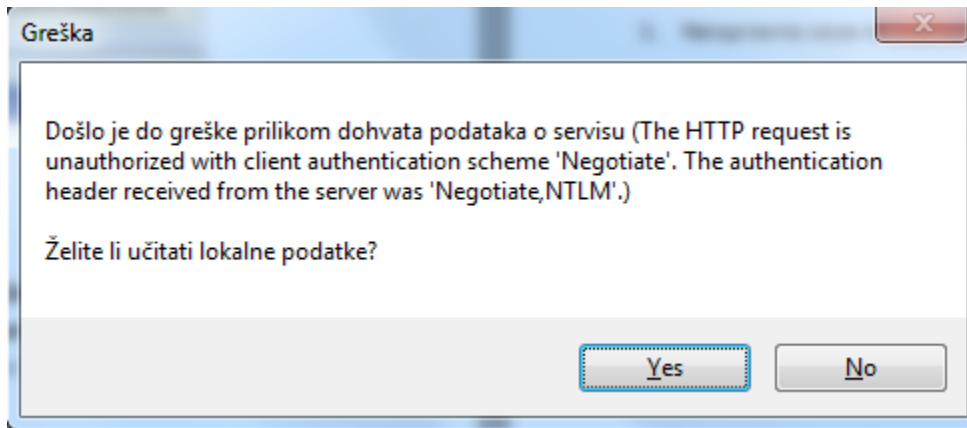 Greška
Došlo je do greške prilikom dohvata podataka o servisu (The HTTP request is
unauthorized with client authentication scheme 'Negotiate'. The authentication
header received from the server was 'Negotiate,NTLM'.)
Želite li učitati lokalne podatke?
Yes
No